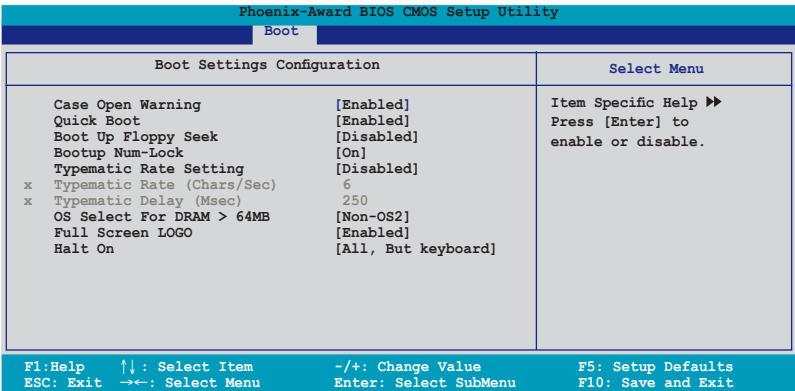 Phoenix-Award BIOS CMOS Setup Utility
Boot
Boot Settings Configuration
Select Menu
Case Open Warning [Enabled]
Quick Boot [Enabled]
Boot Up Floppy Seek [Disabled]
Bootup Num-Lock [On]
Typematic Rate Setting [Disabled]
x Typematic Rate (Chars/Sec) 6
x Typematic Delay (Msec) 250
OS Select For DRAM > 64MB [Non-OS2]
Full Screen LOGO [Enabled]
Halt On [All, But keyboard]
Item Specific Help ▶▶
Press [Enter] to
enable or disable.
F1:Help ↑↓: Select Item -/+: Change Value F5: Setup Defaults
ESC: Exit →←: Select Menu Enter: Select SubMenu F10: Save and Exit